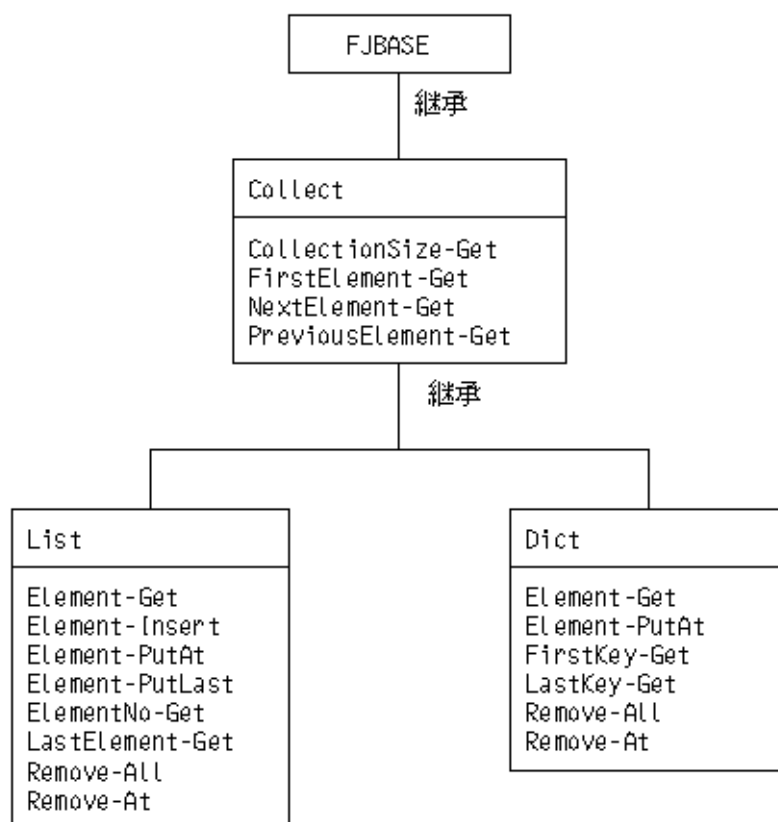 FJBASE
継承
Collect
CollectionSize-Get
FirstElement-Get
NextElement-Get
PreviousElement-Get
継承
List
Element-Get
Element-Insert
Element-PutAt
Element-PutLast
ElementNo-Get
LastElement-Get
Remove-All
Remove-At
Dict
Element-Get
Element-PutAt
FirstKey-Get
LastKey-Get
Remove-All
Remove-At